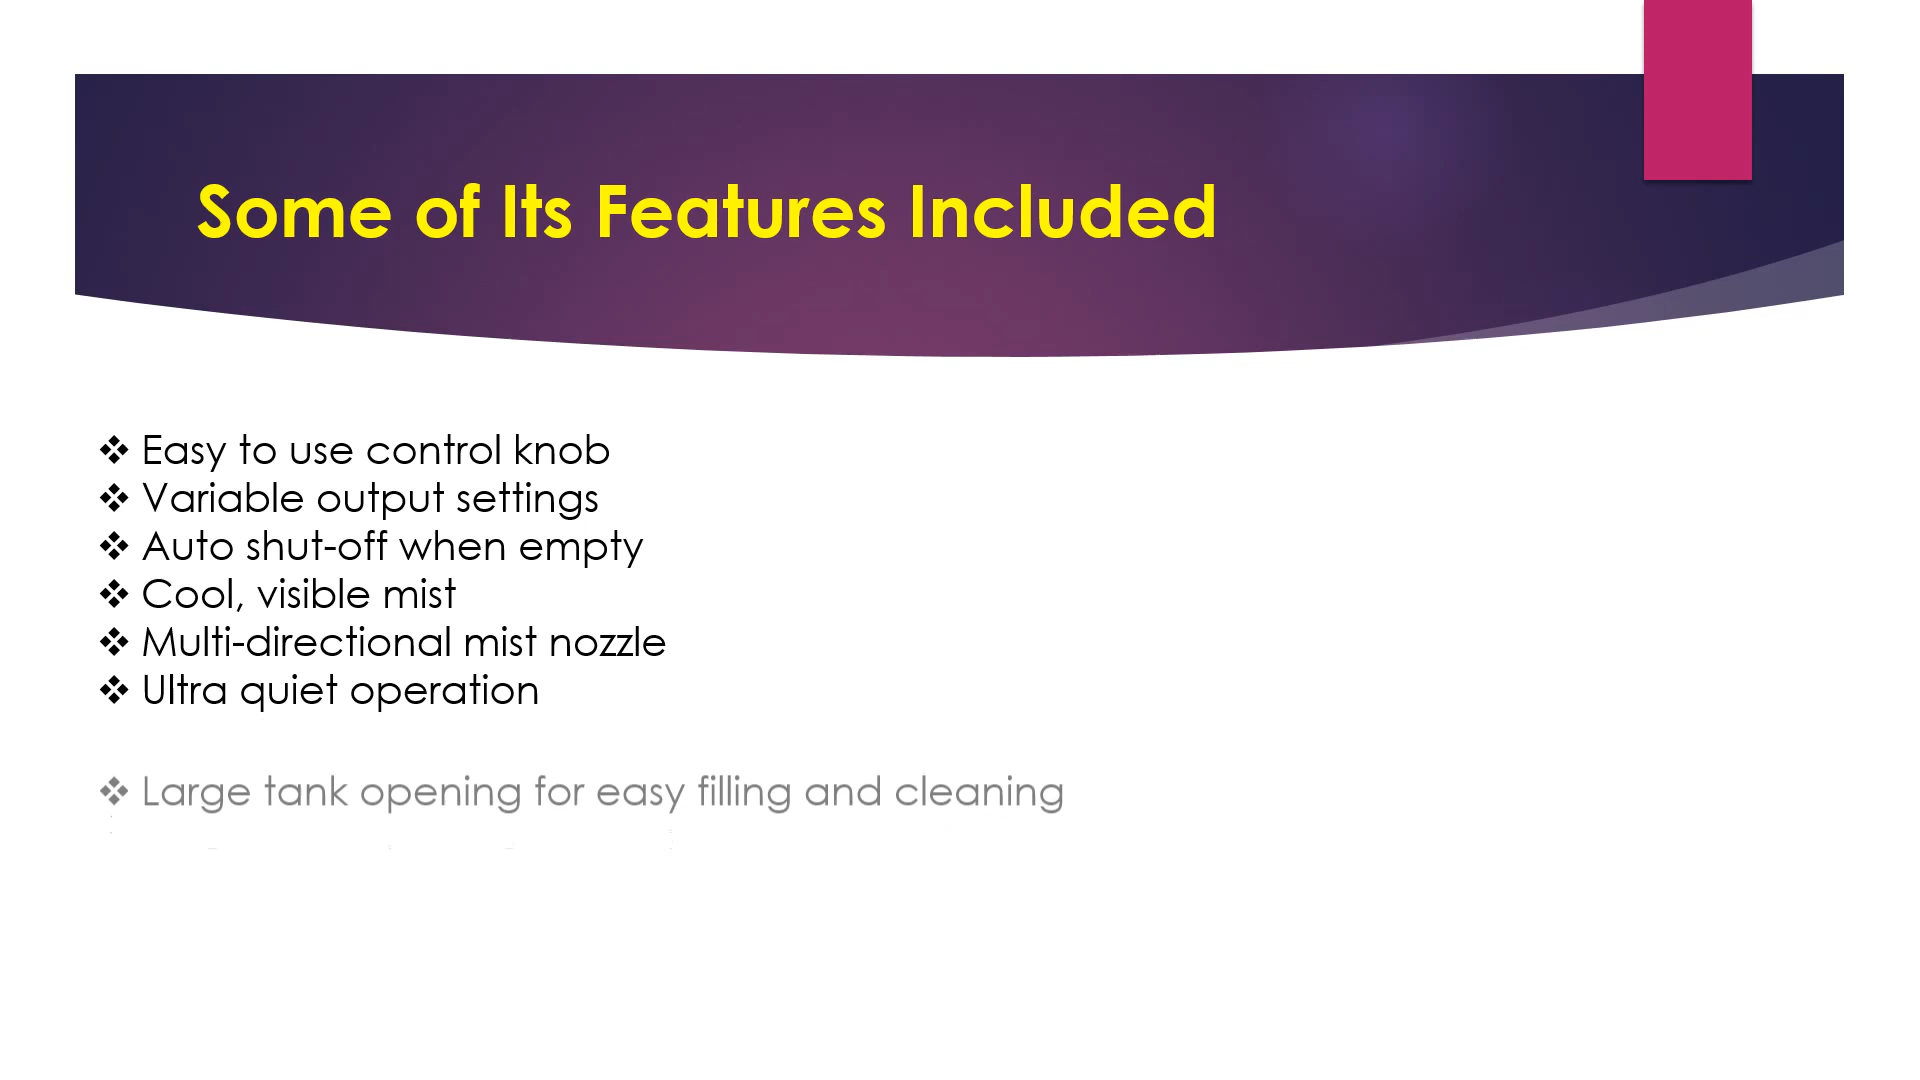 Some of Its Features Included
❖ Easy to use control knob
❖ Variable output settings
❖ Auto shut-off when empty
❖ Cool, visible mist
❖ Multi-directional mist nozzle
❖ Ultra quiet operation
❖ Large tank opening for easy filling and cleaning